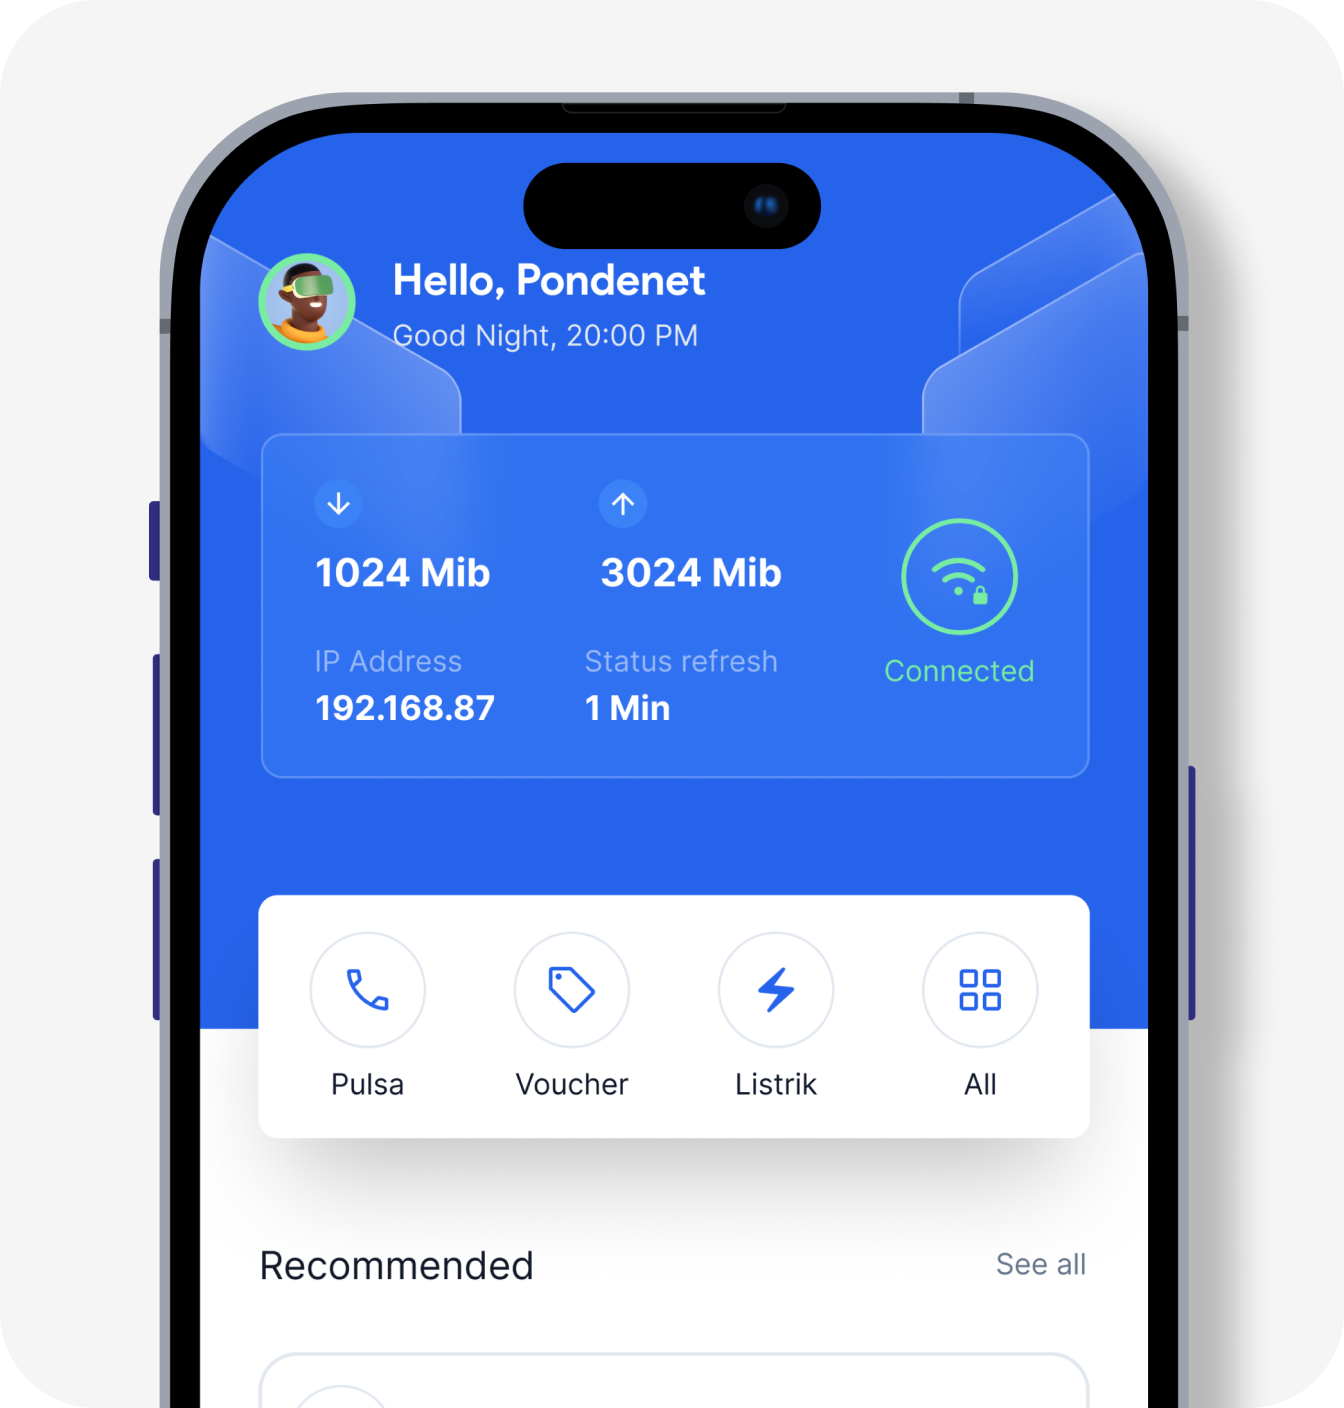 Hello, Pondenet
Good Night, 20:00 PM
1024 Mib
3024 Mib
IP Address
Status refresh
192.168.87
1 Min
Connected
Pulsa
Voucher
Listrik
All
Recommended
See all